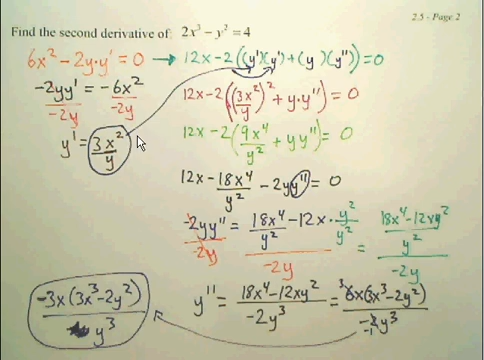 2.5 - Page 2
Find the second derivative of: 2x³ − y² = 4
6x² − 2y·y' = 0 → 12x − 2((y')(y') + (y)(y'')) = 0
−2yy' = −6x²
−2y −2y
y' = 3x²/y
12x − 2((3x²/y)² + y·y'') = 0
12x − 2(9x⁴/y² + yy'') = 0
12x − 18x⁴/y² − 2yy'' = 0
−2yy''/−2y = (18x⁴/y² − 12x · y²/y²)/−2y = ((18x⁴ − 12xy²)/y²)/−2y
y'' = (18x⁴ − 12xy²)/−2y³ = ³6x(3x³ − 2y²)/−2y³
−3x(3x³ − 2y²)/y³